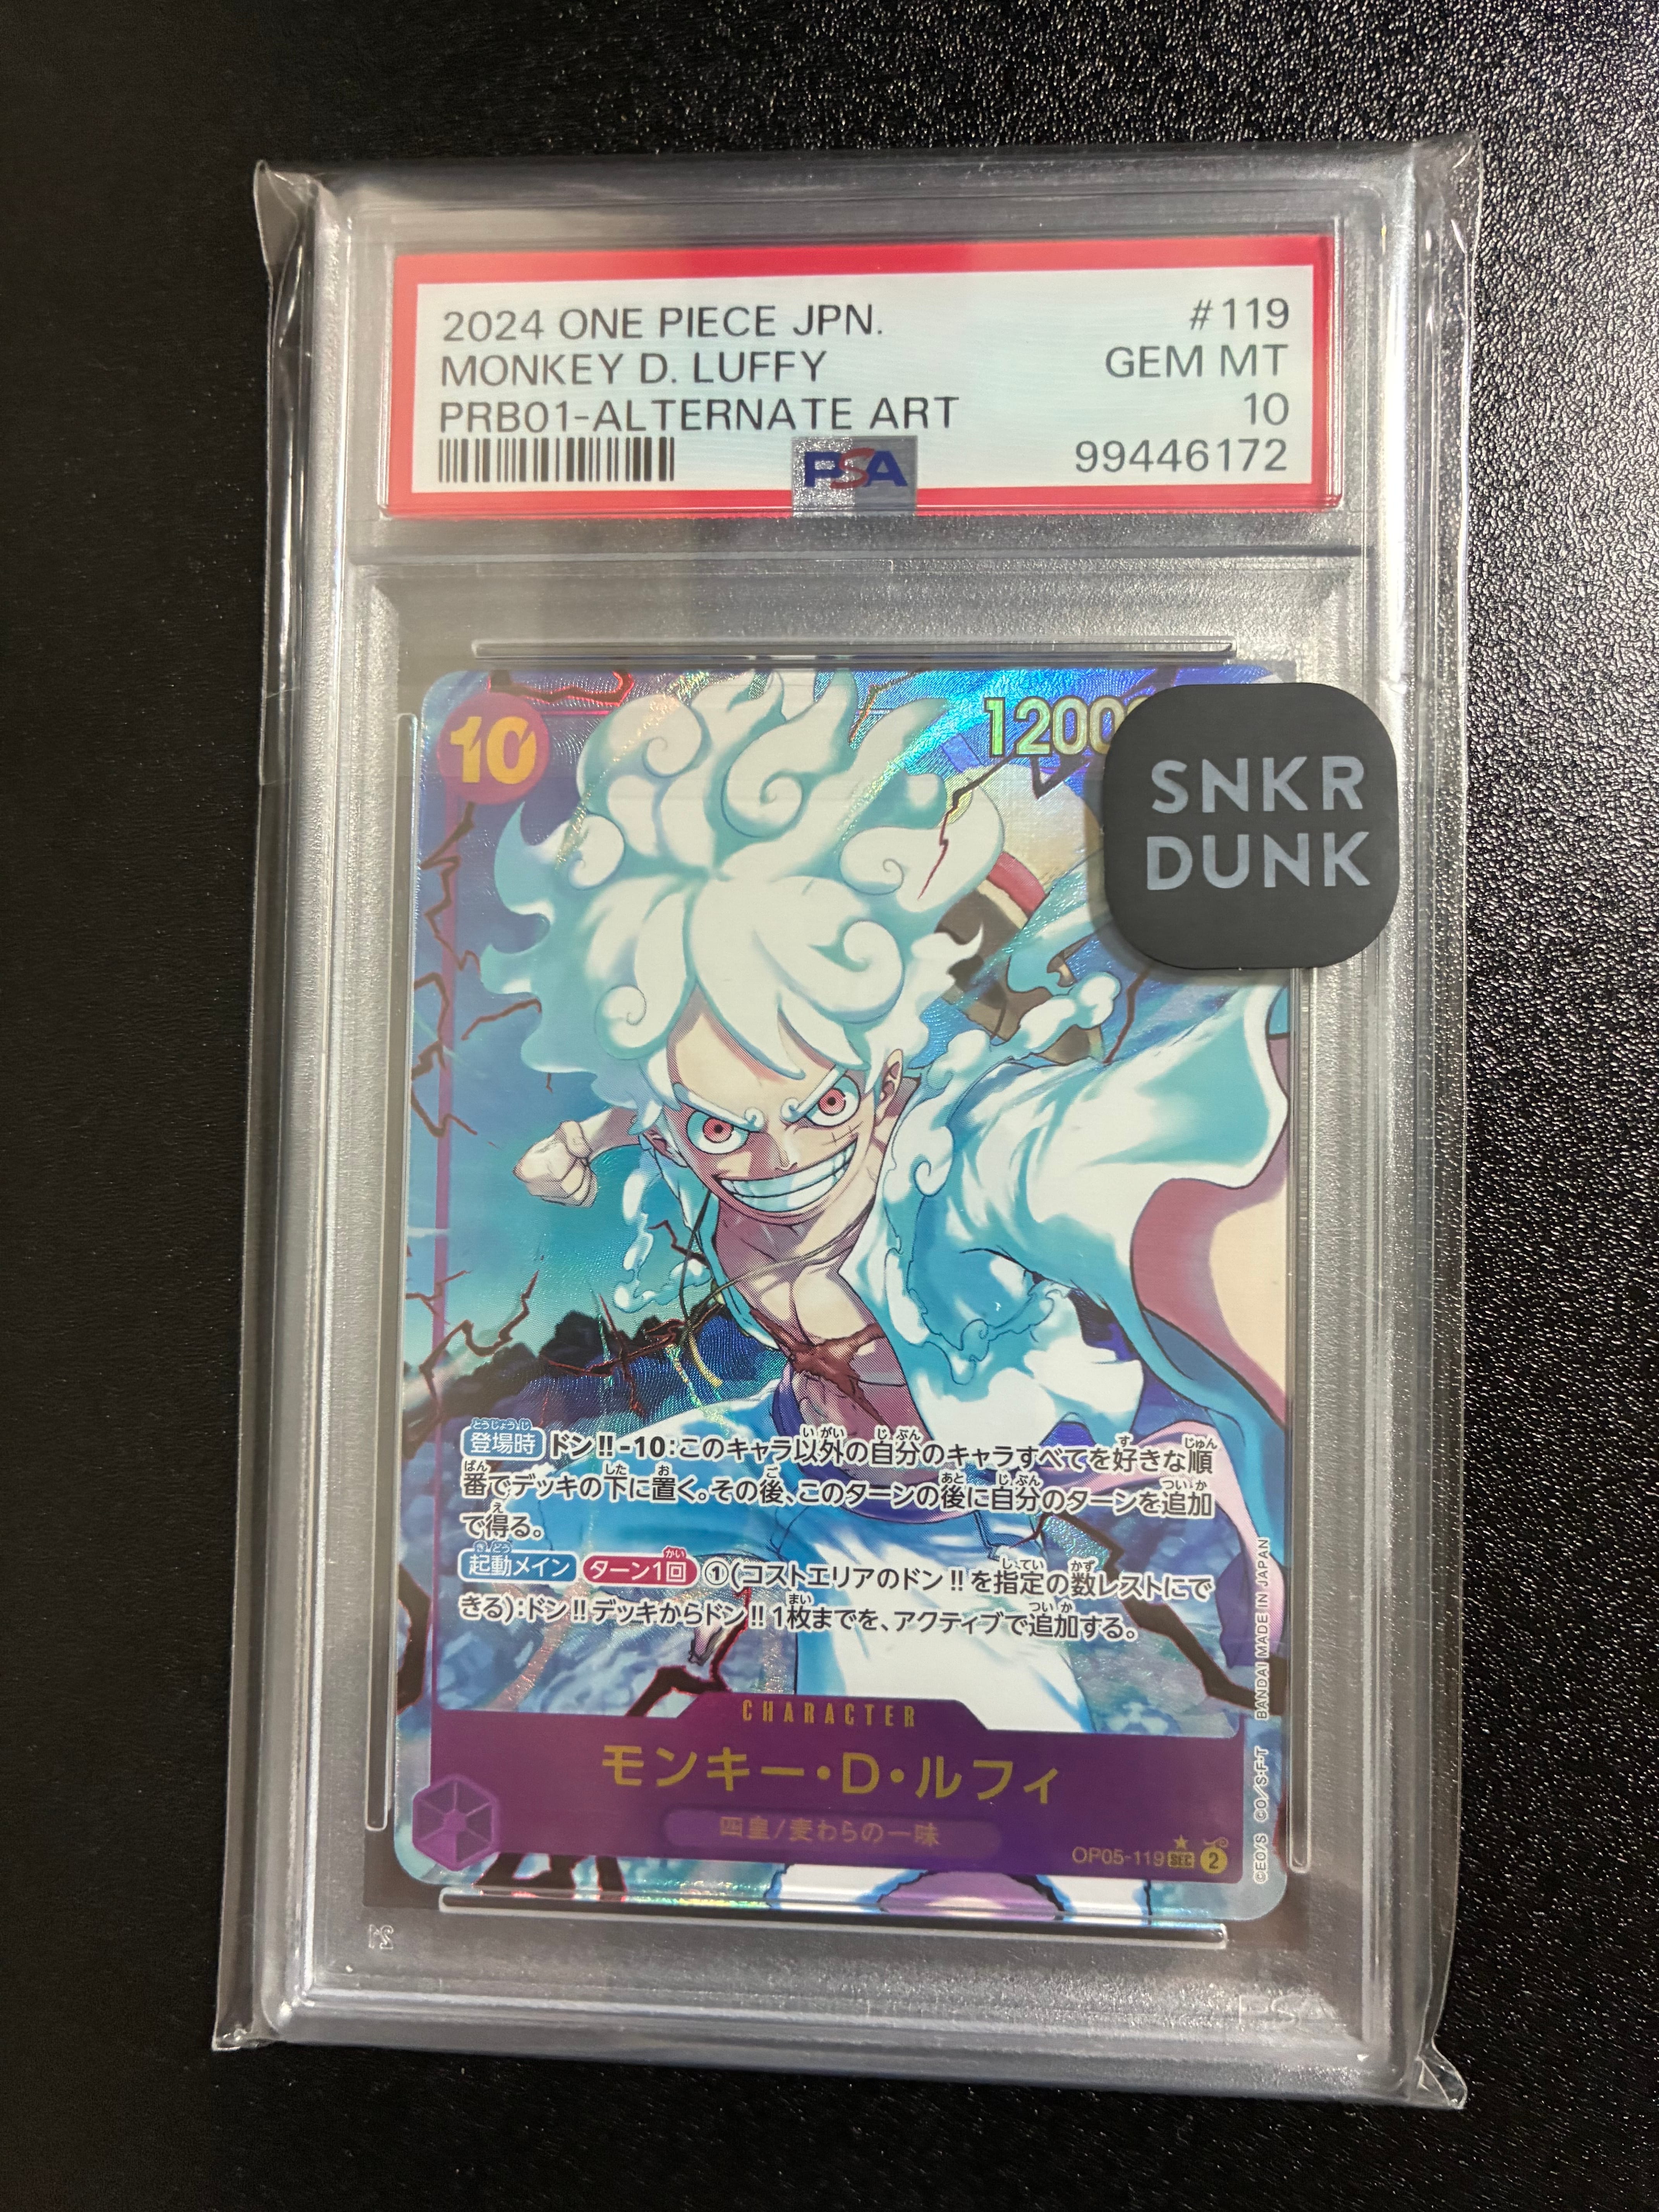 2024 ONE PIECE JPN. #119
MONKEY D. LUFFY GEM MT
PRB01-ALTERNATE ART 10
PSA 99446172
10
1200
SNKR
DUNK
登場時 ドン!!-10:このキャラ以外の自分のキャラすべてを好きな順
番でデッキの下に置く。その後、このターンの後に自分のターンを追加
で得る。
起動メイン ターン1回 ①(コストエリアのドン!!を指定の数レストにで
きる):ドン!!デッキからドン!!1枚までを、アクティブで追加する。
CHARACTER
モンキー・D・ルフィ
四皇/麦わらの一味
OP05-119 SEC 2
©EO/S ©O/S・F・T BANDAI MADE IN JAPAN
PSA